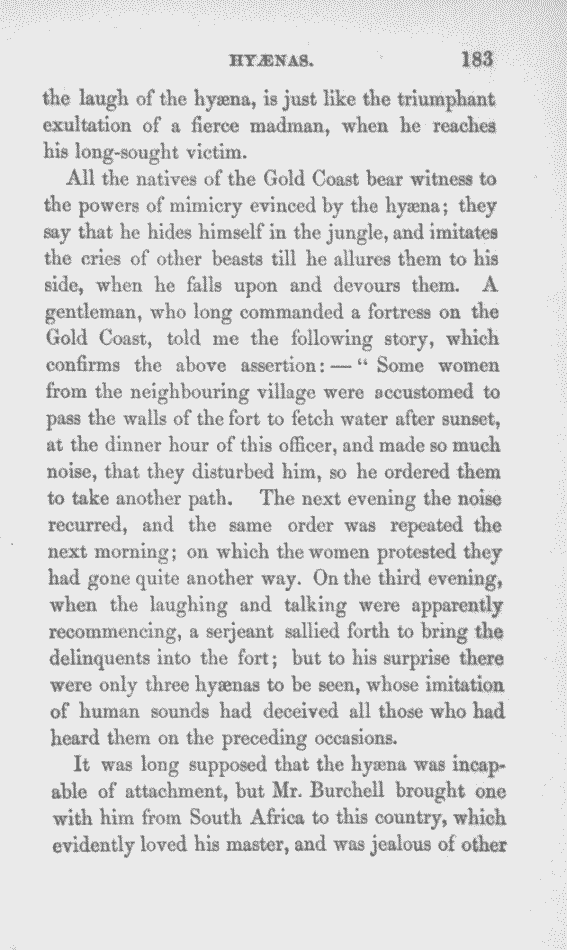 HYÆNAS. 183
the laugh of the hyæna, is just like the triumphant
exultation of a fierce madman, when he reaches
his long-sought victim.
All the natives of the Gold Coast bear witness to
the powers of mimicry evinced by the hyæna; they
say that he hides himself in the jungle, and imitates
the cries of other beasts till he allures them to his
side, when he falls upon and devours them. A
gentleman, who long commanded a fortress on the
Gold Coast, told me the following story, which
confirms the above assertion: — “ Some women
from the neighbouring village were accustomed to
pass the walls of the fort to fetch water after sunset,
at the dinner hour of this officer, and made so much
noise, that they disturbed him, so he ordered them
to take another path. The next evening the noise
recurred, and the same order was repeated the
next morning; on which the women protested they
had gone quite another way. On the third evening,
when the laughing and talking were apparently
recommencing, a serjeant sallied forth to bring the
delinquents into the fort; but to his surprise there
were only three hyænas to be seen, whose imitation
of human sounds had deceived all those who had
heard them on the preceding occasions.
It was long supposed that the hyæna was incap-
able of attachment, but Mr. Burchell brought one
with him from South Africa to this country, which
evidently loved his master, and was jealous of other